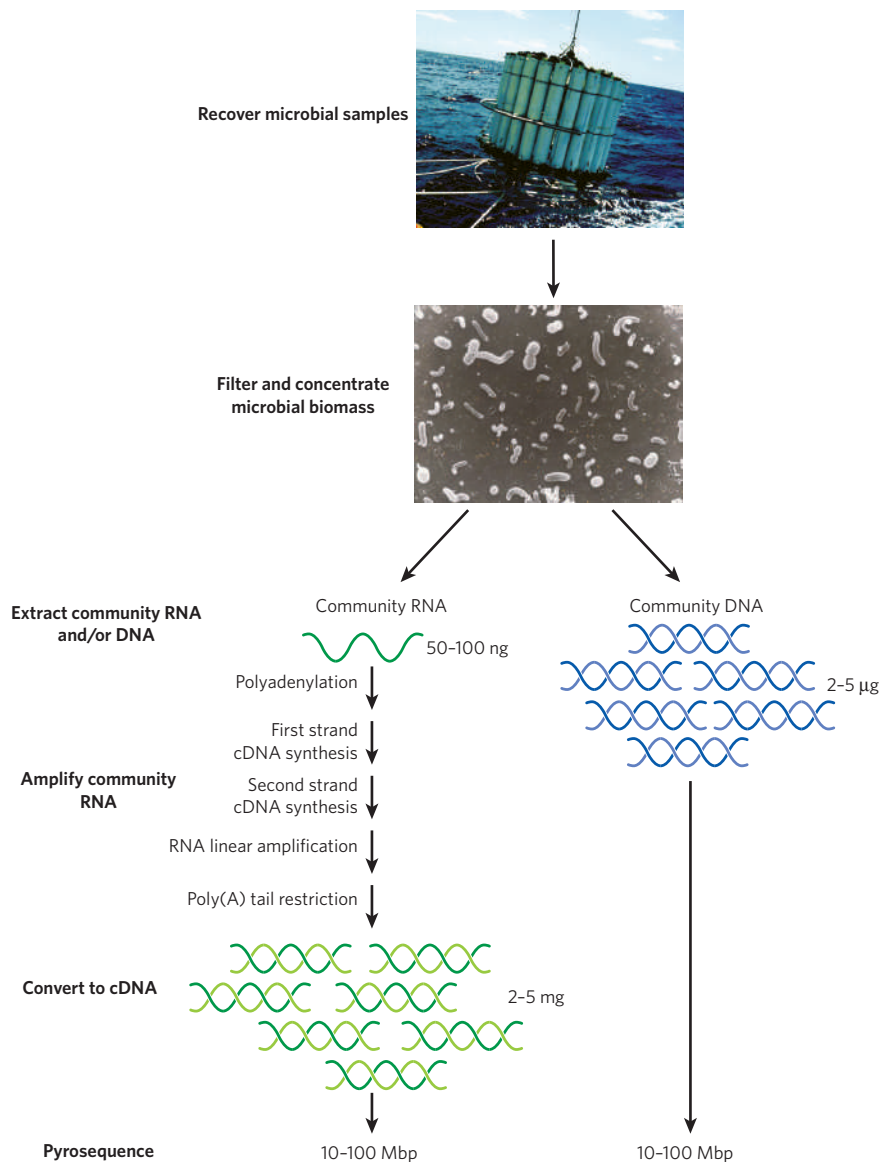 Recover microbial samples
Filter and concentrate
microbial biomass
Extract community RNA
and/or DNA
Community RNA
50–100 ng
Community DNA
2–5 µg
Polyadenylation
First strand
cDNA synthesis
Amplify community
RNA
Second strand
cDNA synthesis
RNA linear amplification
Poly(A) tail restriction
Convert to cDNA
2–5 mg
Pyrosequence
10–100 Mbp
10–100 Mbp